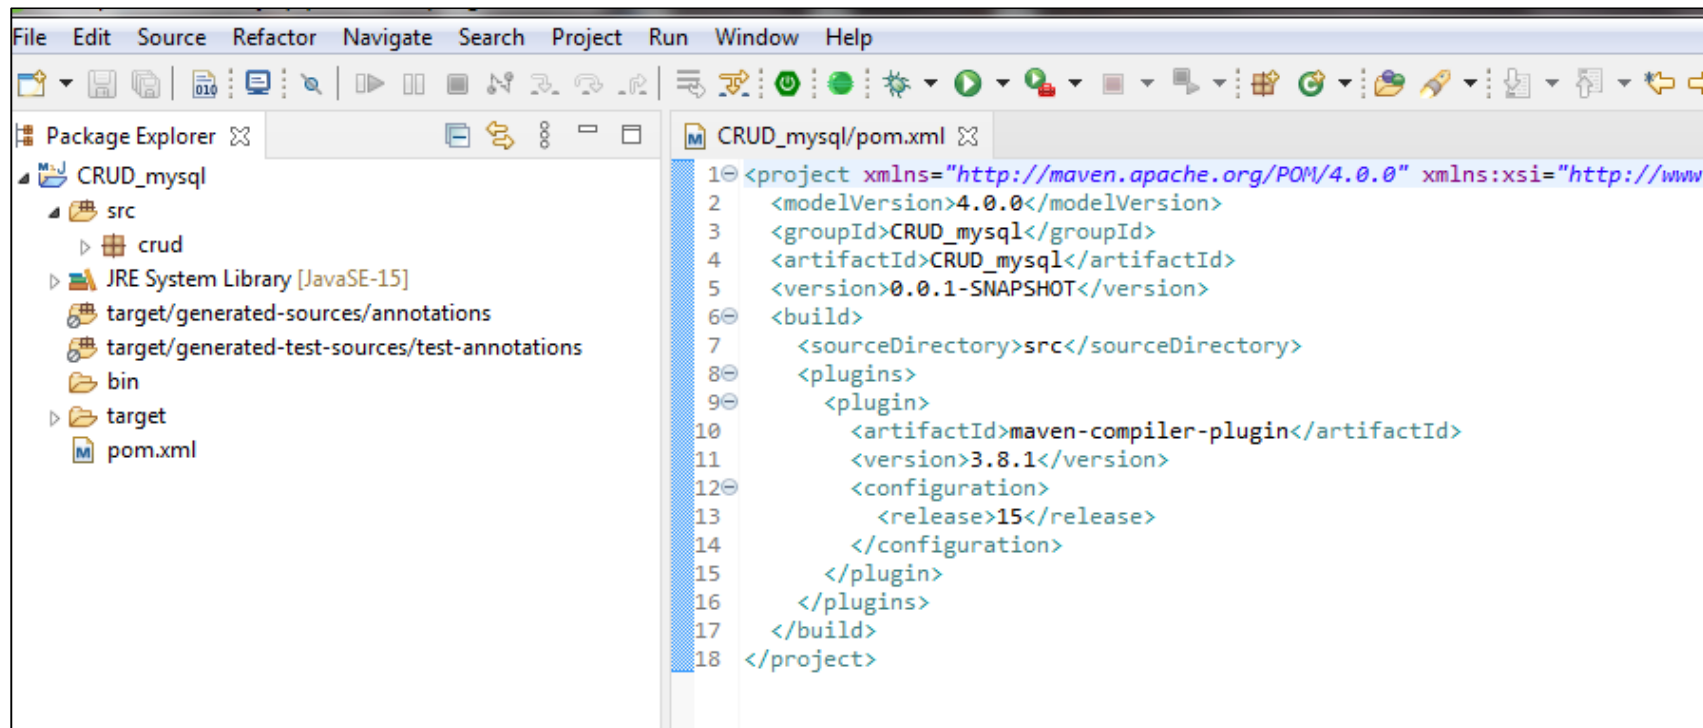 File Edit Source Refactor Navigate Search Project Run Window Help
Package Explorer
CRUD_mysql
src
crud
JRE System Library [JavaSE-15]
target/generated-sources/annotations
target/generated-test-sources/test-annotations
bin
target
pom.xml
CRUD_mysql/pom.xml
1 <project xmlns="http://maven.apache.org/POM/4.0.0" xmlns:xsi="http://www
2 <modelVersion>4.0.0</modelVersion>
3 <groupId>CRUD_mysql</groupId>
4 <artifactId>CRUD_mysql</artifactId>
5 <version>0.0.1-SNAPSHOT</version>
6 <build>
7 <sourceDirectory>src</sourceDirectory>
8 <plugins>
9 <plugin>
10 <artifactId>maven-compiler-plugin</artifactId>
11 <version>3.8.1</version>
12 <configuration>
13 <release>15</release>
14 </configuration>
15 </plugin>
16 </plugins>
17 </build>
18 </project>